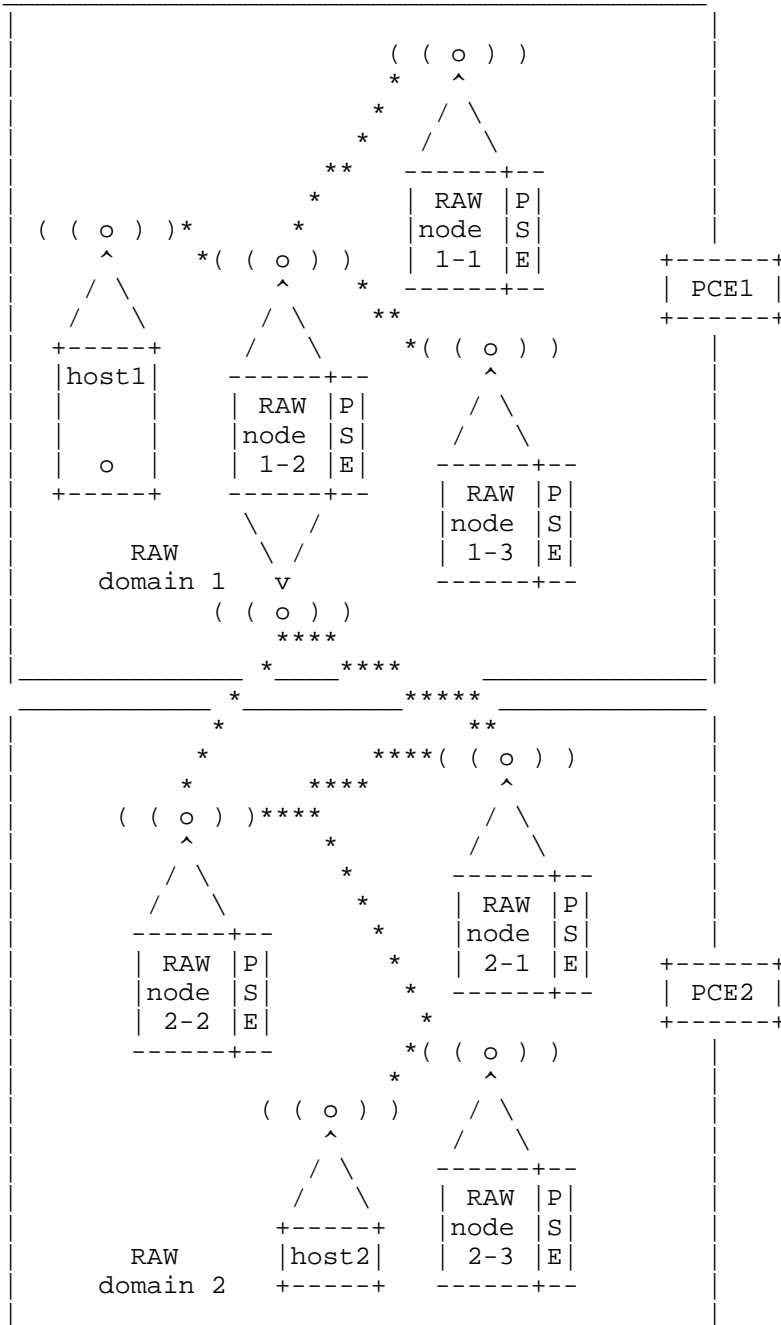 ( ( o ) )
RAW P
( ( o ) )
node S
( ( o ) )
1-1 E
PCE1
( ( o ) )
host1
RAW P
node S
o 1-2 E
RAW P
node S
RAW
1-3 E
domain 1 v
( ( o ) )
( ( o ) )
( ( o ) )
RAW P
node S
RAW P
2-1 E
node S
PCE2
2-2 E
( ( o ) )
( ( o ) )
RAW P
node S
RAW host2 2-3 E
domain 2